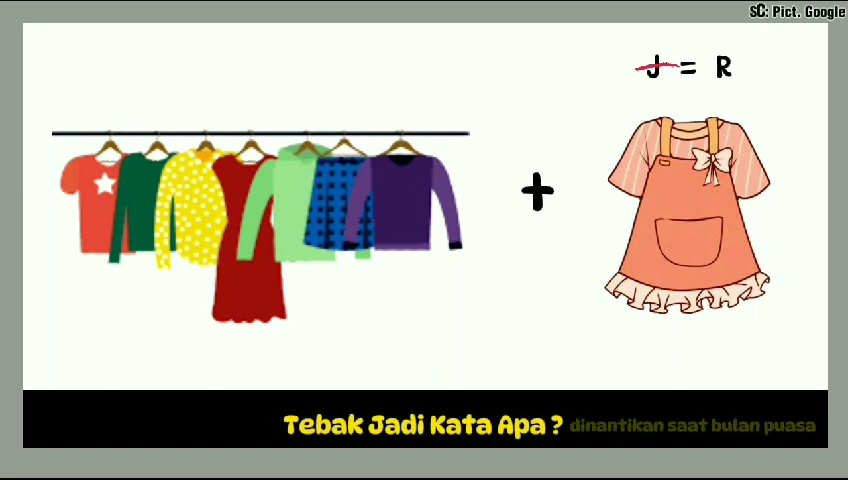 SC: Pict. Google
J = R
+
Tebak Jadi Kata Apa ? dinantikan saat bulan puasa